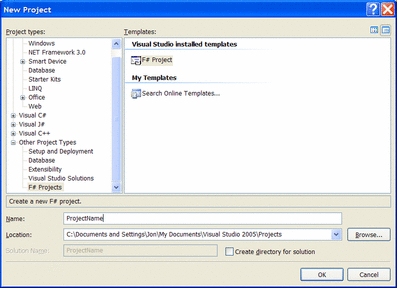 New Project
Project types:
Templates:
Windows
NET Framework 3.0
Smart Device
Database
Starter Kits
LINQ
Office
Web
Visual C#
Visual J#
Visual C++
Other Project Types
Setup and Deployment
Database
Extensibility
Visual Studio Solutions
F# Projects
Visual Studio installed templates
F# Project
My Templates
Search Online Templates...
Create a new F# project.
Name:
ProjectName
Location:
C:\Documents and Settings\Jon\My Documents\Visual Studio 2005\Projects
Browse...
Solution Name:
ProjectName
Create directory for solution
OK
Cancel